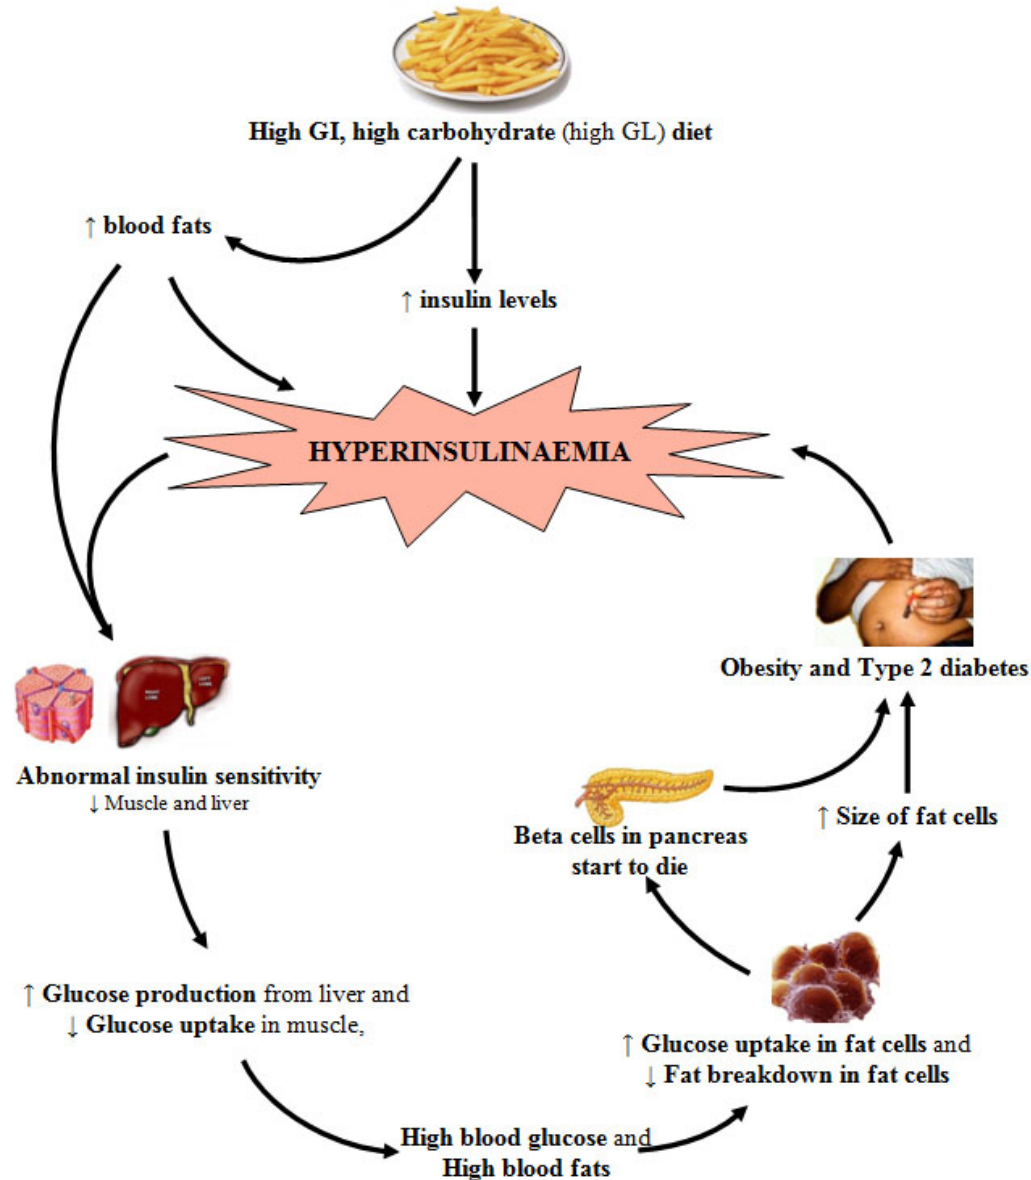 High GI, high carbohydrate (high GL) diet
↑ blood fats
↑ insulin levels
HYPERINSULINAEMIA
Obesity and Type 2 diabetes
Abnormal insulin sensitivity
↓ Muscle and liver
Beta cells in pancreas
start to die
↑ Size of fat cells
↑ Glucose production from liver and
↓ Glucose uptake in muscle,
↑ Glucose uptake in fat cells and
↓ Fat breakdown in fat cells
High blood glucose and
High blood fats